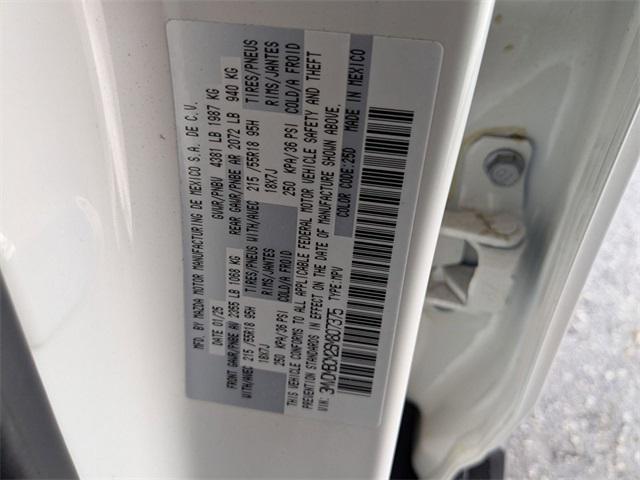 MFD. BY MAZDA MOTOR MANUFACTURING DE MEXICO S.A. DE C.V.
DATE 01/25 GVWR/PNBV 4381 LB 1987 KG
FRONT GAWR/PNBE AV 2355 LB 1068 KG REAR GAWR/PNBE AR 2072 LB 940 KG
WITH/AVEC 215 /55R18 95H TIRES/PNEUS WITH/AVEC 215 /55R18 95H TIRES/PNEUS
18X7J RIMS/JANTES 18X7J RIMS/JANTES
250 KPA/36 PSI COLD/A FROID 250 KPA/36 PSI COLD/A FROID
THIS VEHICLE CONFORMS TO ALL APPLICABLE FEDERAL MOTOR VEHICLE SAFETY AND THEFT
PREVENTION STANDARDS IN EFFECT ON THE DATE OF MANUFACTURE SHOWN ABOVE.
VIN: TYPE:MPV COLOR CODE:25D MADE IN MEXICO